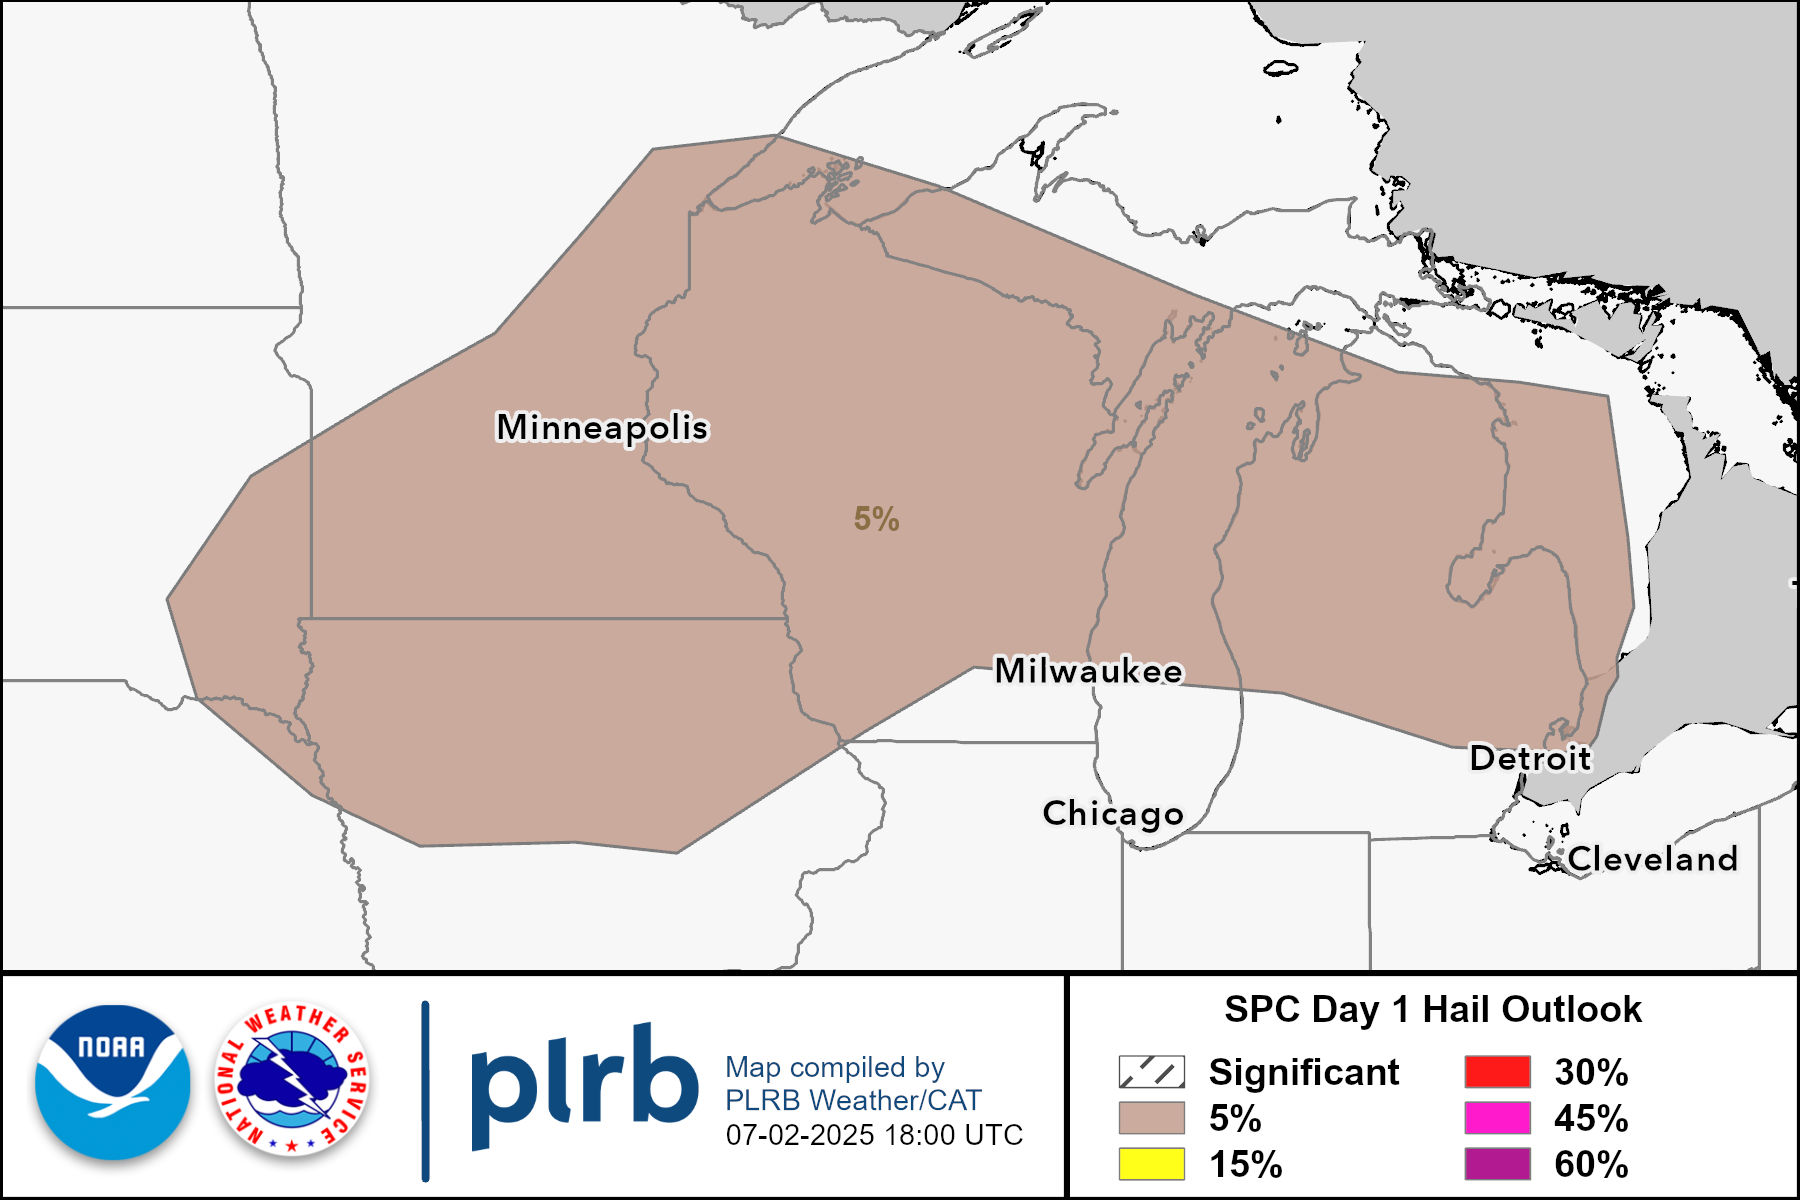 Minneapolis
5%
Milwaukee
Detroit
Chicago
Cleveland
NOAA
NATIONAL WEATHER SERVICE
plrb
Map compiled by
PLRB Weather/CAT
07-02-2025 18:00 UTC
SPC Day 1 Hail Outlook
Significant
5%
15%
30%
45%
60%